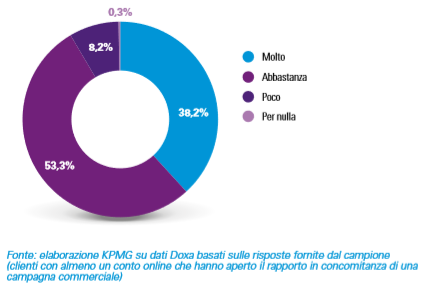 0,3%
8,2%
38,2%
53,3%
Molto
Abbastanza
Poco
Per nulla
Fonte: elaborazione KPMG su dati Doxa basati sulle risposte fornite dal campione
(clienti con almeno un conto online che hanno aperto il rapporto in concomitanza di una
campagna commerciale)